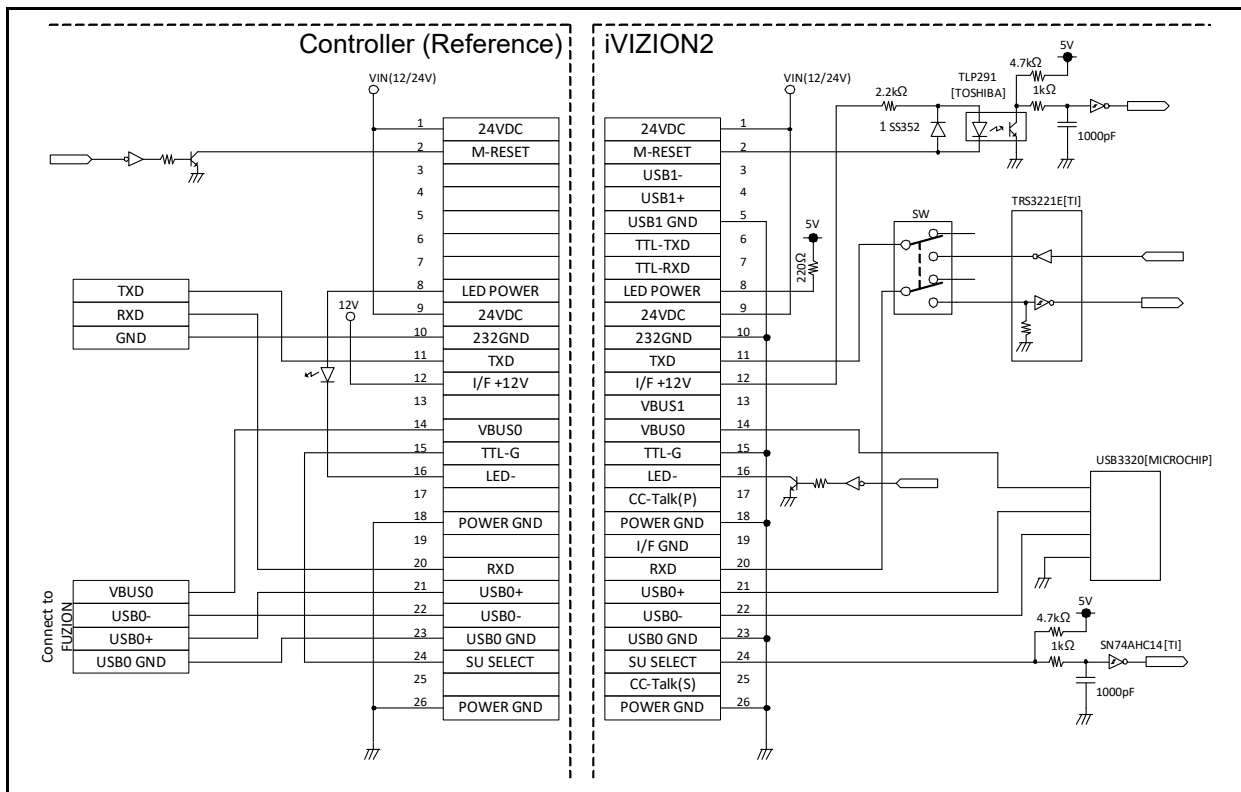 Controller (Reference)
VIN(12/24V)
1 24VDC
2 M-RESET
3
4
5
6
7
8 LED POWER
9 24VDC
10 232GND
11 TXD
12 I/F +12V
13
14 VBUS0
15 TTL-G
16 LED-
17
18 POWER GND
19
20 RXD
21 USB0+
22 USB0-
23 USB0 GND
24 SU SELECT
25
26 POWER GND
12V
TXD
RXD
GND
Connect to
FUZION
VBUS0
USB0-
USB0+
USB0 GND
iVIZION2
VIN(12/24V)
24VDC 1
M-RESET 2
USB1- 3
USB1+ 4
USB1 GND 5
TTL-TXD 6
TTL-RXD 7
LED POWER 8
24VDC 9
232GND 10
TXD 11
I/F +12V 12
VBUS1 13
VBUS0 14
TTL-G 15
LED- 16
CC-Talk(P) 17
POWER GND 18
I/F GND 19
RXD 20
USB0+ 21
USB0- 22
USB0 GND 23
SU SELECT 24
CC-Talk(S) 25
POWER GND 26
2.2kΩ
1 SS352
TLP291
[TOSHIBA]
5V
4.7kΩ
1kΩ
1000pF
5V
220Ω
SW
TRS3221E[TI]
USB3320[MICROCHIP]
5V
4.7kΩ
1kΩ
SN74AHC14[TI]
1000pF